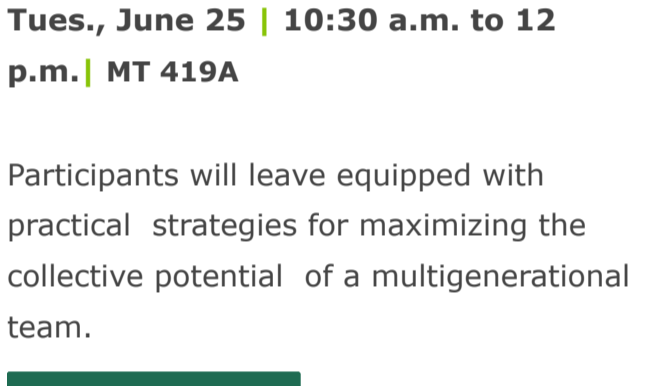 Tues., June 25 | 10:30 a.m. to 12
p.m.| MT 419A
Participants will leave equipped with
practical  strategies for maximizing the
collective potential  of a multigenerational
team.